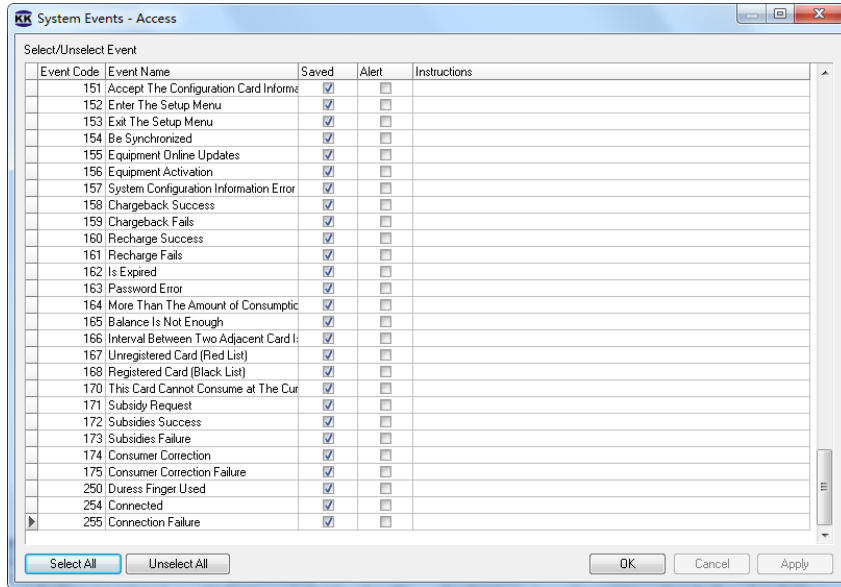 KK System Events - Access
Select/Unselect Event
Event Code Event Name Saved Alert Instructions
151 Accept The Configuration Card Informa
152 Enter The Setup Menu
153 Exit The Setup Menu
154 Be Synchronized
155 Equipment Online Updates
156 Equipment Activation
157 System Configuration Information Error
158 Chargeback Success
159 Chargeback Fails
160 Recharge Success
161 Recharge Fails
162 Is Expired
163 Password Error
164 More Than The Amount of Consumptic
165 Balance Is Not Enough
166 Interval Between Two Adjacent Card I
167 Unregistered Card (Red List)
168 Registered Card (Black List)
170 This Card Cannot Consume at The Cur
171 Subsidy Request
172 Subsidies Success
173 Subsidies Failure
174 Consumer Correction
175 Consumer Correction Failure
250 Duress Finger Used
254 Connected
255 Connection Failure
Select All Unselect All OK Cancel Apply